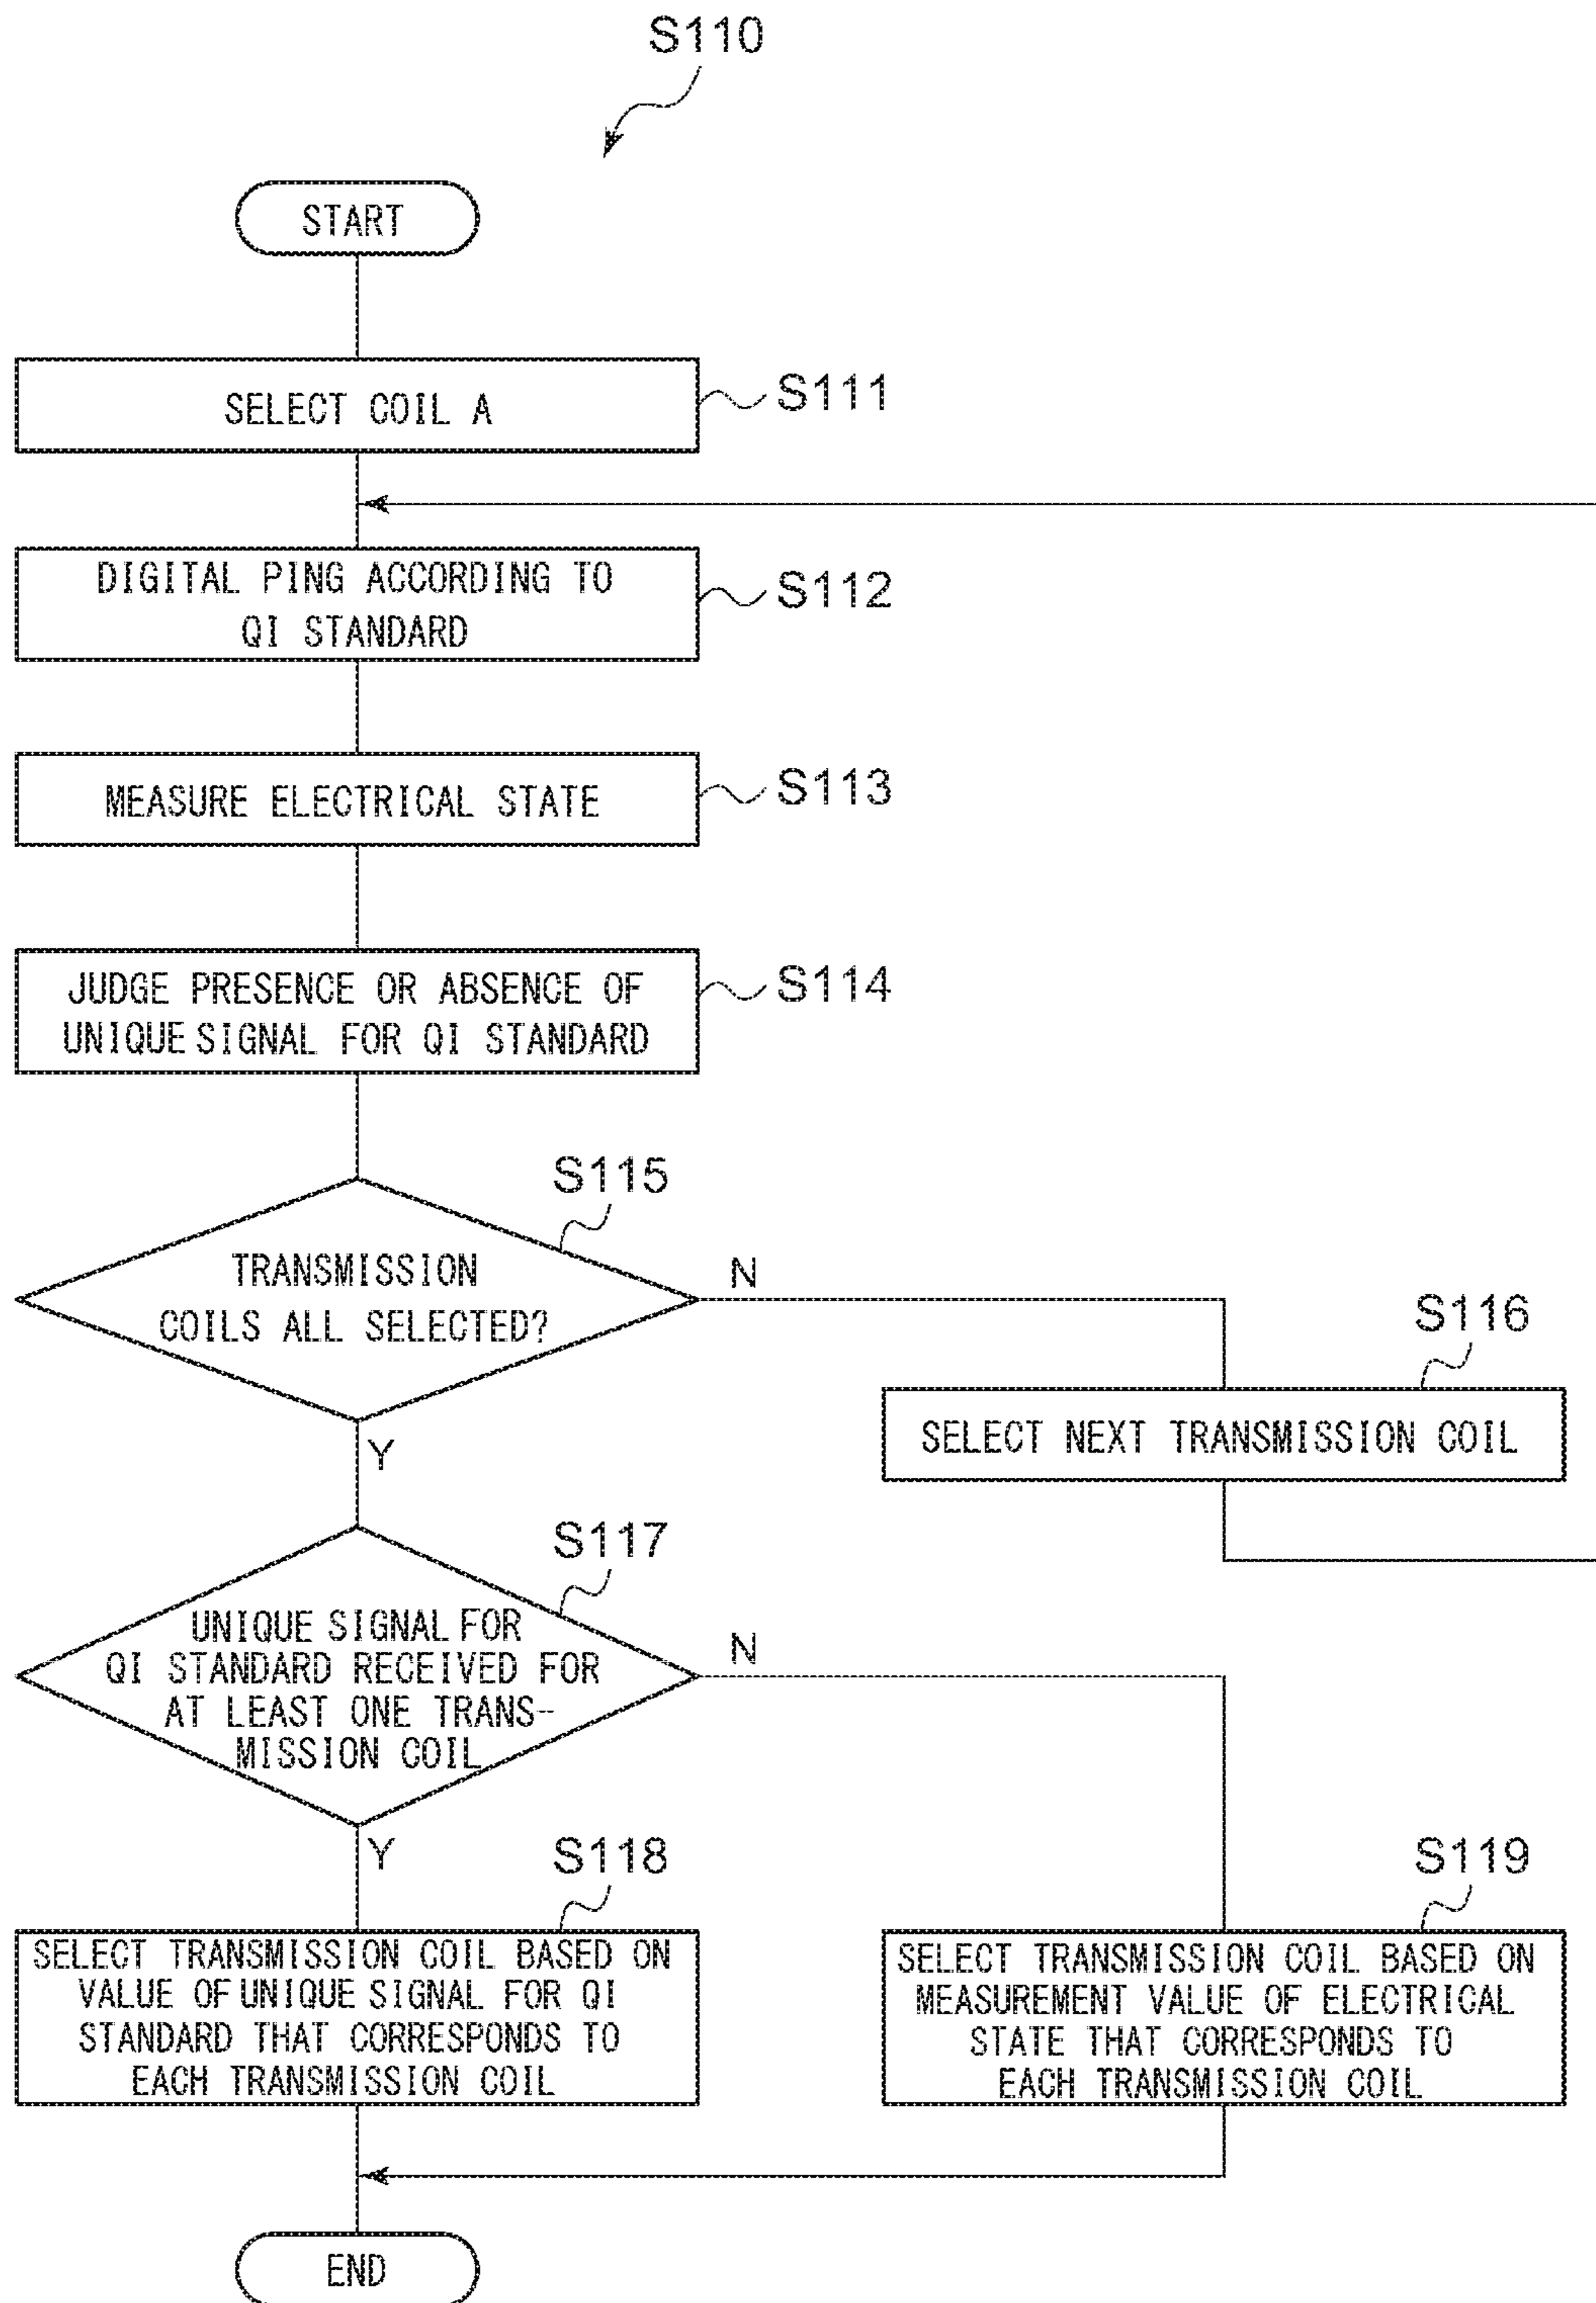 S110
START
SELECT COIL A
S111
DIGITAL PING ACCORDING TO
QI STANDARD
S112
MEASURE ELECTRICAL STATE
S113
JUDGE PRESENCE OR ABSENCE OF
UNIQUE SIGNAL FOR QI STANDARD
S114
S115
TRANSMISSION
COILS ALL SELECTED?
N
Y
S116
SELECT NEXT TRANSMISSION COIL
S117
UNIQUE SIGNAL FOR
QI STANDARD RECEIVED FOR
AT LEAST ONE TRANS-
MISSION COIL
N
Y
S118
SELECT TRANSMISSION COIL BASED ON
VALUE OF UNIQUE SIGNAL FOR QI
STANDARD THAT CORRESPONDS TO
EACH TRANSMISSION COIL
S119
SELECT TRANSMISSION COIL BASED ON
MEASUREMENT VALUE OF ELECTRICAL
STATE THAT CORRESPONDS TO
EACH TRANSMISSION COIL
END